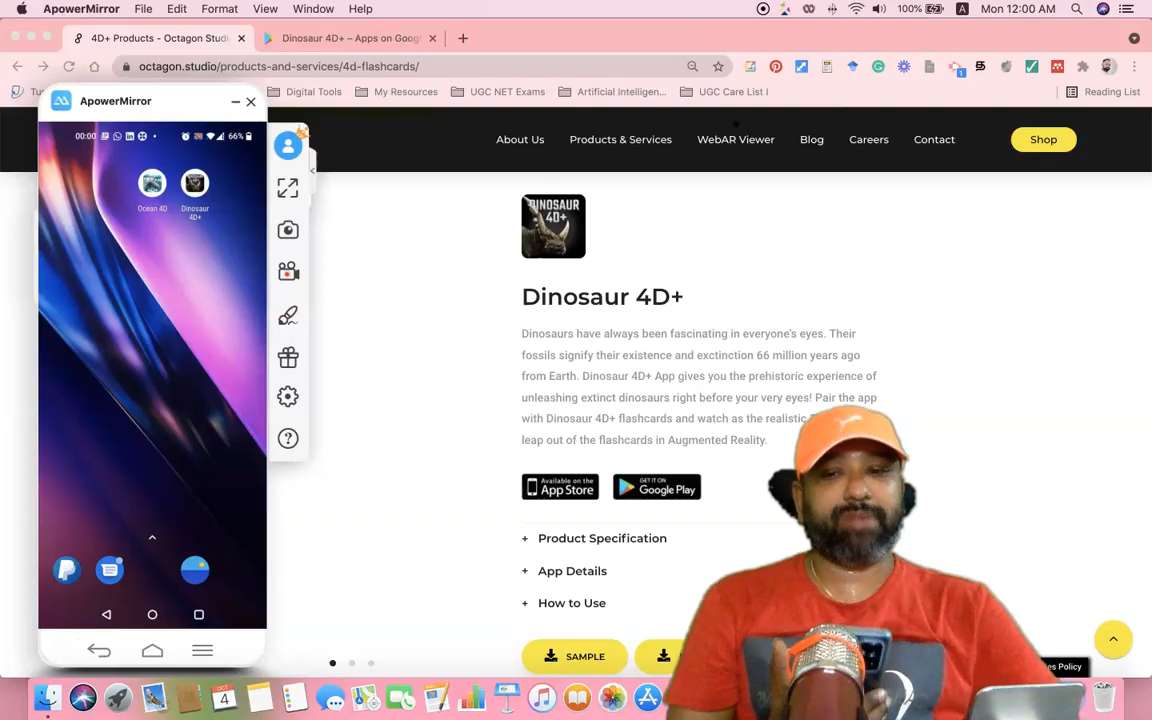 ApowerMirror File Edit Format View Window Help 100% A Mon 12:00 AM
4D+ Products - Octagon Studi Dinosaur 4D+ – Apps on Goog
octagon.studio/products-and-services/4d-flashcards/
Digital Tools My Resources UGC NET Exams Artificial Intelligen... UGC Care List I Reading List
ApowerMirror
00:00 66%
Ocean 4D Dinosaur
4D+
About Us Products & Services WebAR Viewer Blog Careers Contact Shop
DINOSAUR
4D+
Dinosaur 4D+
Dinosaurs have always been fascinating in everyone's eyes. Their
fossils signify their existence and exctinction 66 million years ago
from Earth. Dinosaur 4D+ App gives you the prehistoric experience of
unleashing extinct dinosaurs right before your very eyes! Pair the app
with Dinosaur 4D+ flashcards and watch as the realistic
leap out of the flashcards in Augmented Reality.
Available on the
App Store
GET IT ON
Google Play
+ Product Specification
+ App Details
+ How to Use
SAMPLE
Policy
OCT
4